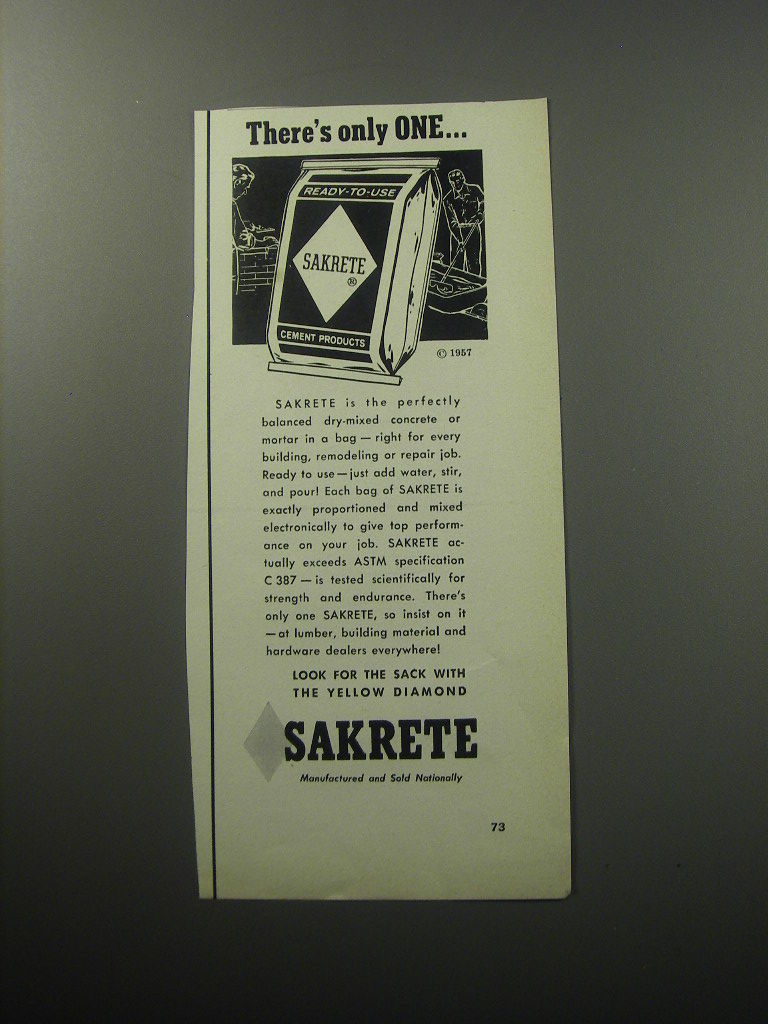 There's only ONE...
READY-TO-USE
SAKRETE
®
CEMENT PRODUCTS
© 1957
SAKRETE is the perfectly
balanced dry-mixed concrete or
mortar in a bag — right for every
building, remodeling or repair job.
Ready to use — just add water, stir,
and pour! Each bag of SAKRETE is
exactly proportioned and mixed
electronically to give top perform-
ance on your job. SAKRETE ac-
tually exceeds ASTM specification
C 387 — is tested scientifically for
strength and endurance. There's
only one SAKRETE, so insist on it
— at lumber, building material and
hardware dealers everywhere!
LOOK FOR THE SACK WITH
THE YELLOW DIAMOND
SAKRETE
Manufactured and Sold Nationally
73